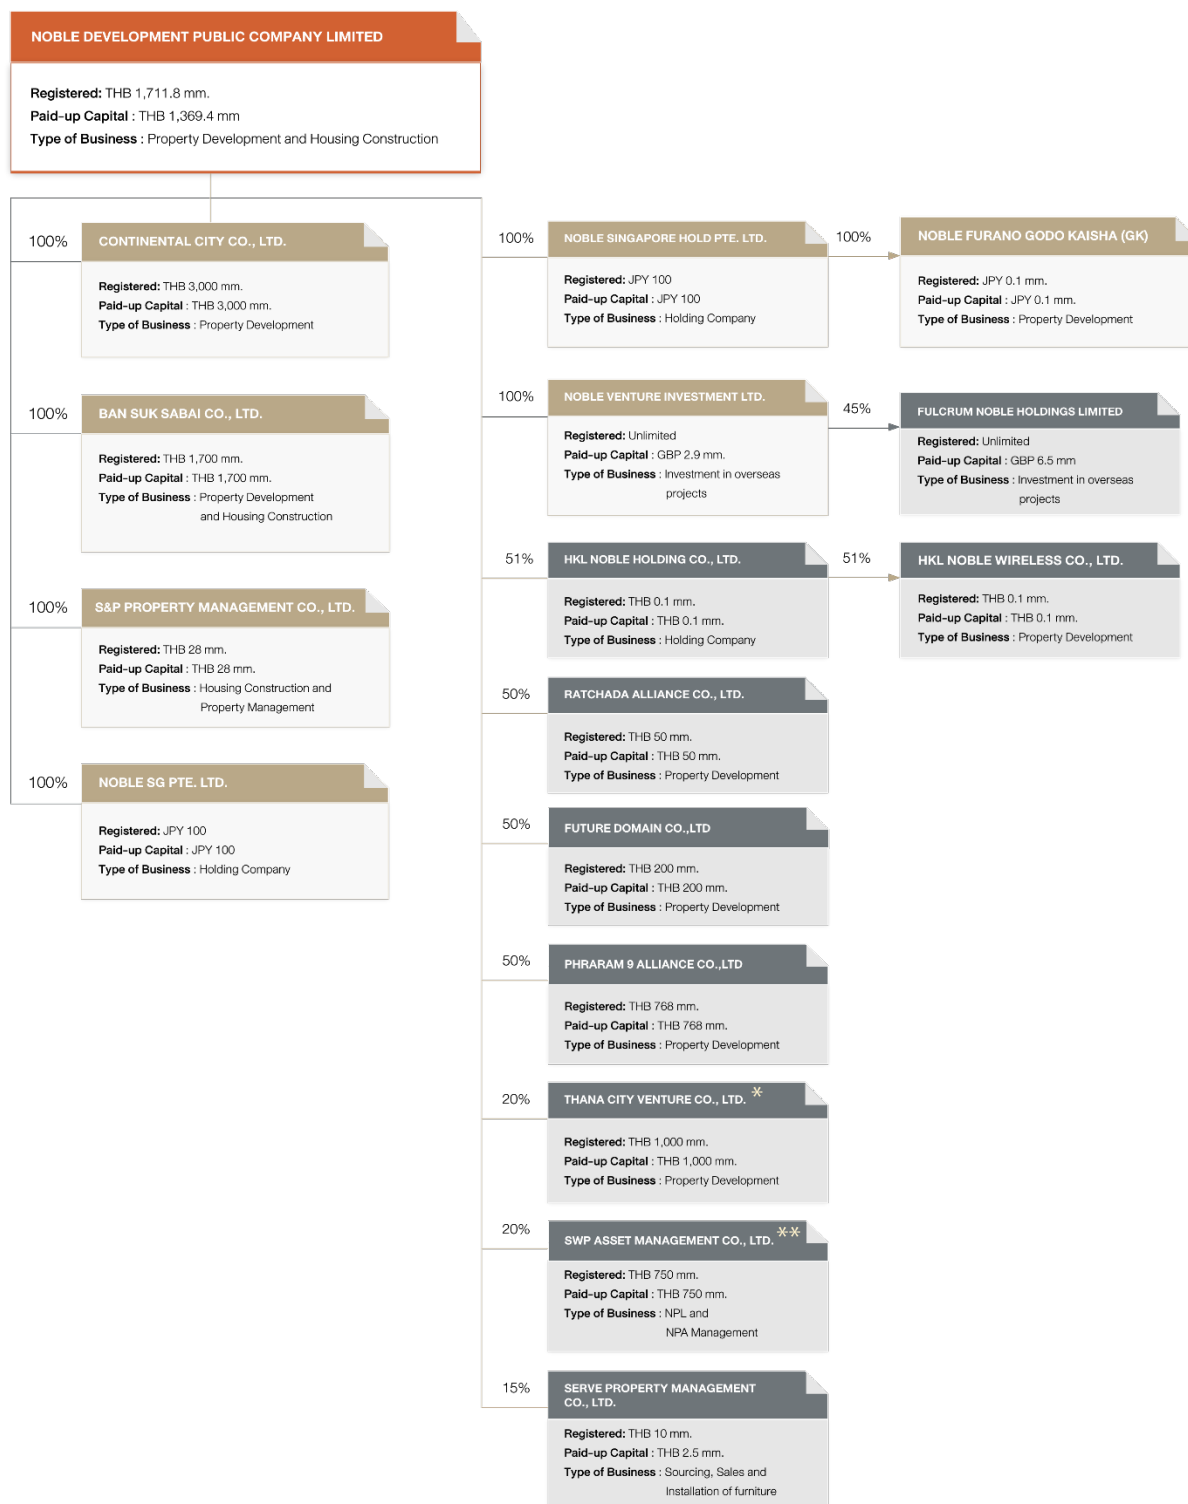 NOBLE DEVELOPMENT PUBLIC COMPANY LIMITED
Registered: THB 1,711.8 mm.
Paid-up Capital : THB 1,369.4 mm
Type of Business : Property Development and Housing Construction
100%
CONTINENTAL CITY CO., LTD.
Registered: THB 3,000 mm.
Paid-up Capital : THB 3,000 mm.
Type of Business : Property Development
100%
BAN SUK SABAI CO., LTD.
Registered: THB 1,700 mm.
Paid-up Capital : THB 1,700 mm.
Type of Business : Property Development
and Housing Construction
100%
S&P PROPERTY MANAGEMENT CO., LTD.
Registered: THB 28 mm.
Paid-up Capital : THB 28 mm.
Type of Business : Housing Construction and
Property Management
100%
NOBLE SG PTE. LTD.
Registered: JPY 100
Paid-up Capital : JPY 100
Type of Business : Holding Company
100%
NOBLE SINGAPORE HOLD PTE. LTD.
Registered: JPY 100
Paid-up Capital : JPY 100
Type of Business : Holding Company
100%
NOBLE FURANO GODO KAISHA (GK)
Registered: JPY 0.1 mm.
Paid-up Capital : JPY 0.1 mm.
Type of Business : Property Development
100%
NOBLE VENTURE INVESTMENT LTD.
Registered: Unlimited
Paid-up Capital : GBP 2.9 mm.
Type of Business : Investment in overseas
projects
45%
FULCRUM NOBLE HOLDINGS LIMITED
Registered: Unlimited
Paid-up Capital : GBP 6.5 mm
Type of Business : Investment in overseas
projects
51%
HKL NOBLE HOLDING CO., LTD.
Registered: THB 0.1 mm.
Paid-up Capital : THB 0.1 mm.
Type of Business : Holding Company
51%
HKL NOBLE WIRELESS CO., LTD.
Registered: THB 0.1 mm.
Paid-up Capital : THB 0.1 mm.
Type of Business : Property Development
50%
RATCHADA ALLIANCE CO., LTD.
Registered: THB 50 mm.
Paid-up Capital : THB 50 mm.
Type of Business : Property Development
50%
FUTURE DOMAIN CO.,LTD
Registered: THB 200 mm.
Paid-up Capital : THB 200 mm.
Type of Business : Property Development
50%
PHRARAM 9 ALLIANCE CO.,LTD
Registered: THB 768 mm.
Paid-up Capital : THB 768 mm.
Type of Business : Property Development
20%
THANA CITY VENTURE CO., LTD. *
Registered: THB 1,000 mm.
Paid-up Capital : THB 1,000 mm.
Type of Business : Property Development
20%
SWP ASSET MANAGEMENT CO., LTD. **
Registered: THB 750 mm.
Paid-up Capital : THB 750 mm.
Type of Business : NPL and
NPA Management
15%
SERVE PROPERTY MANAGEMENT
CO., LTD.
Registered: THB 10 mm.
Paid-up Capital : THB 2.5 mm.
Type of Business : Sourcing, Sales and
Installation of furniture